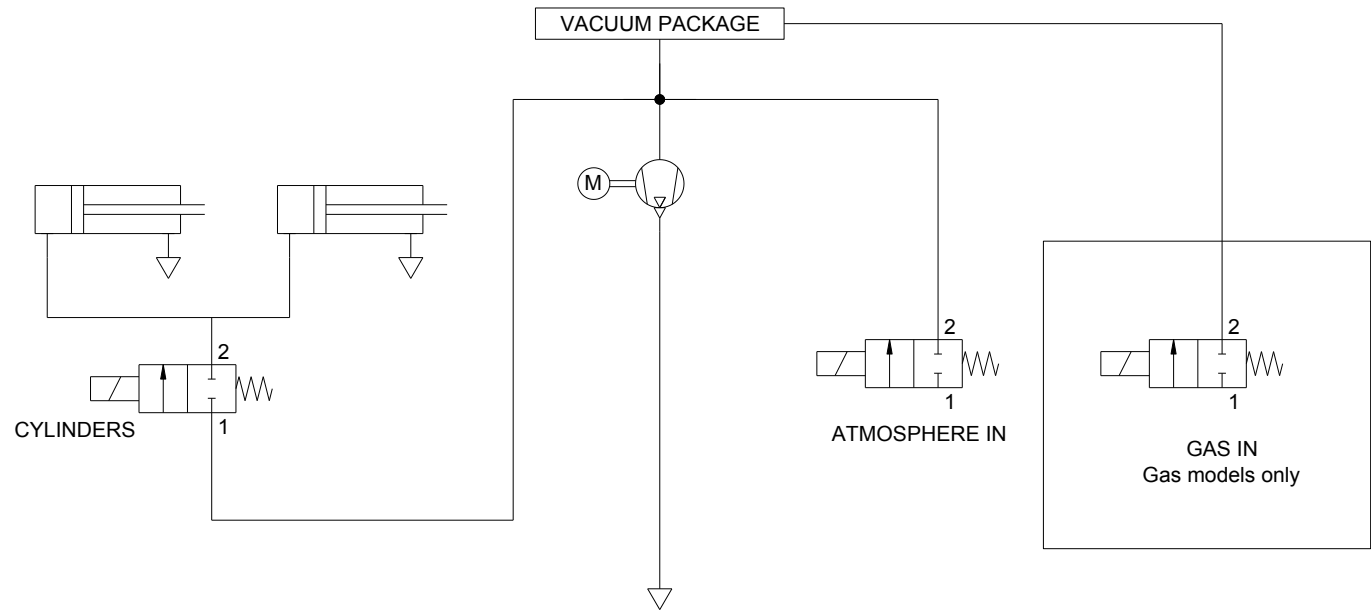 VACUUM PACKAGE
M
2
1
CYLINDERS
2
1
ATMOSPHERE IN
2
1
GAS IN
Gas models only